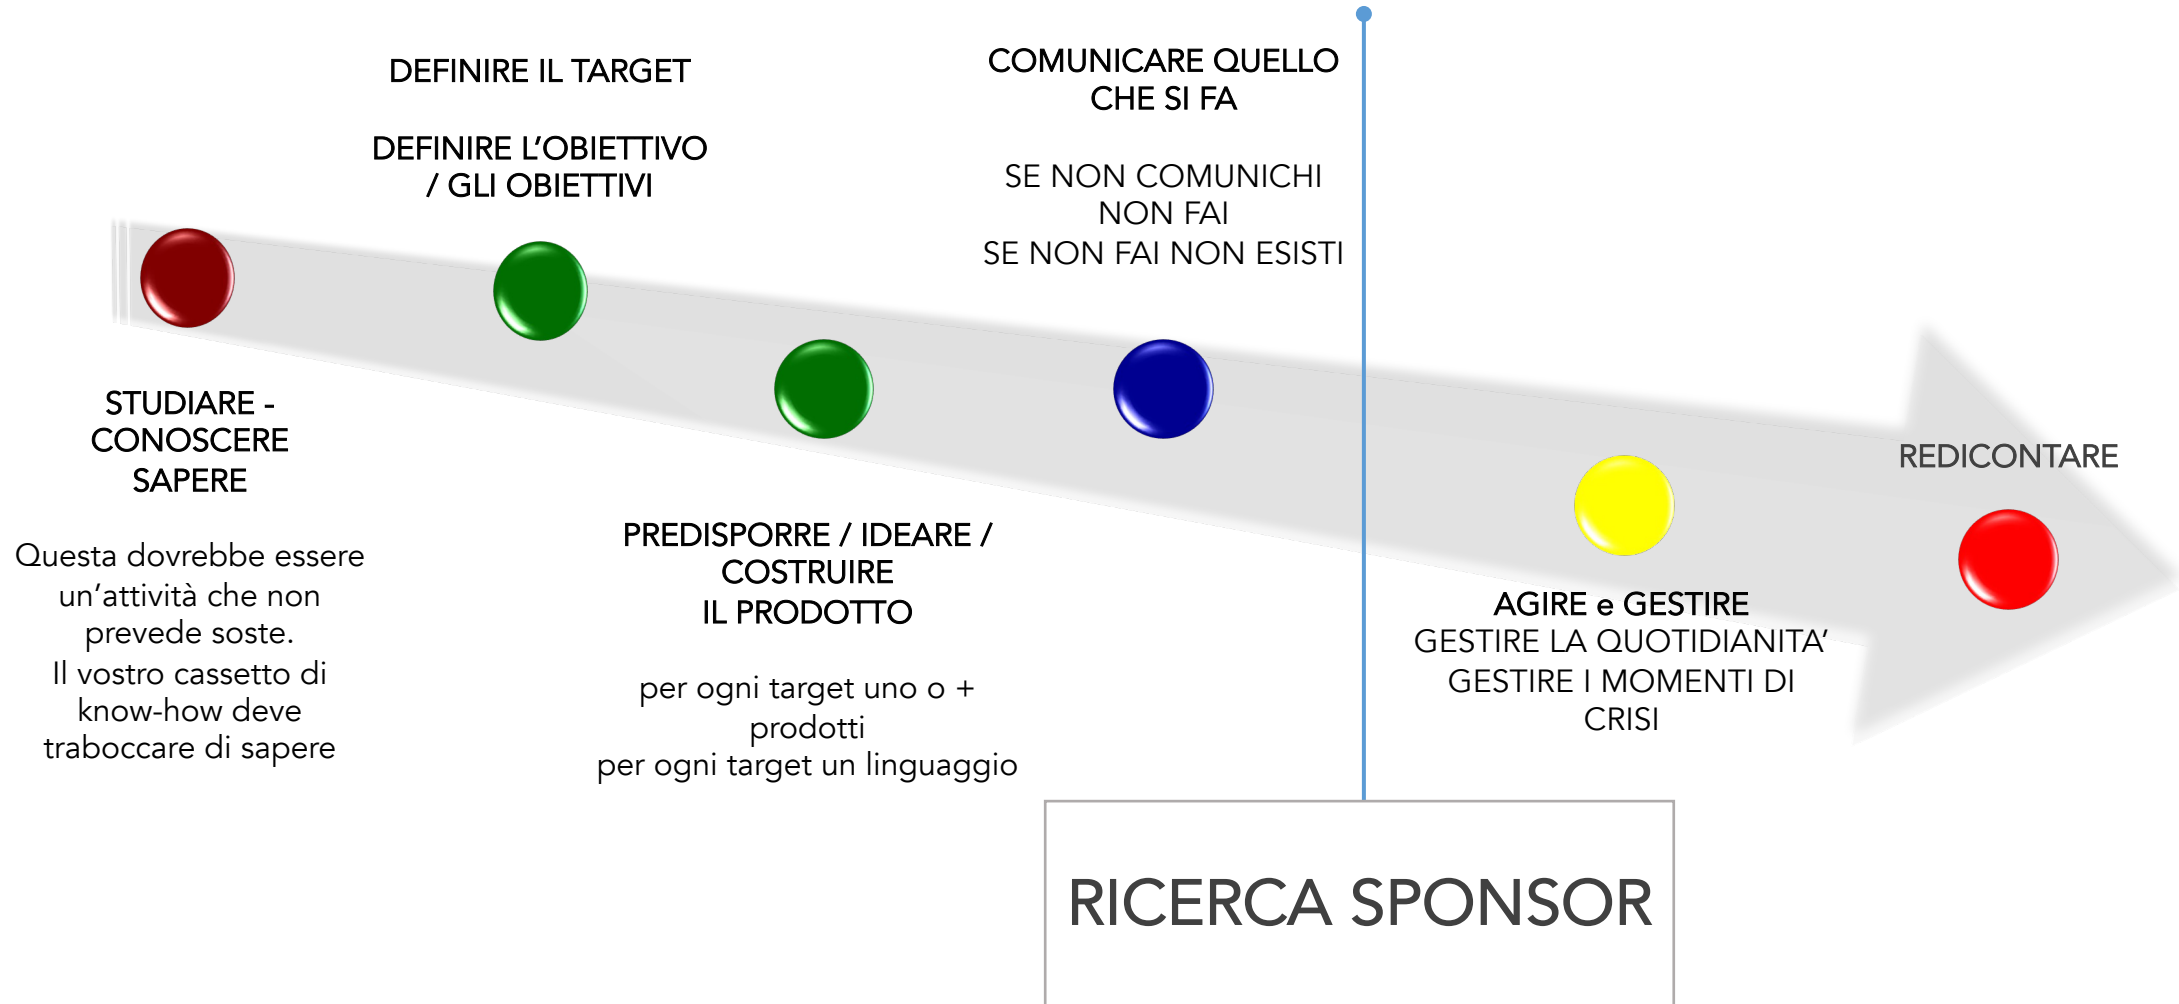 STUDIARE -
CONOSCERE
SAPERE
Questa dovrebbe essere
un’attività che non
prevede soste.
Il vostro cassetto di
know-how deve
traboccare di sapere
DEFINIRE IL TARGET
DEFINIRE L’OBIETTIVO
/ GLI OBIETTIVI
PREDISPORRE / IDEARE /
COSTRUIRE
IL PRODOTTO
per ogni target uno o +
prodotti
per ogni target un linguaggio
COMUNICARE QUELLO
CHE SI FA
SE NON COMUNICHI
NON FAI
SE NON FAI NON ESISTI
RICERCA SPONSOR
AGIRE e GESTIRE
GESTIRE LA QUOTIDIANITA’
GESTIRE I MOMENTI DI
CRISI
REDICONTARE